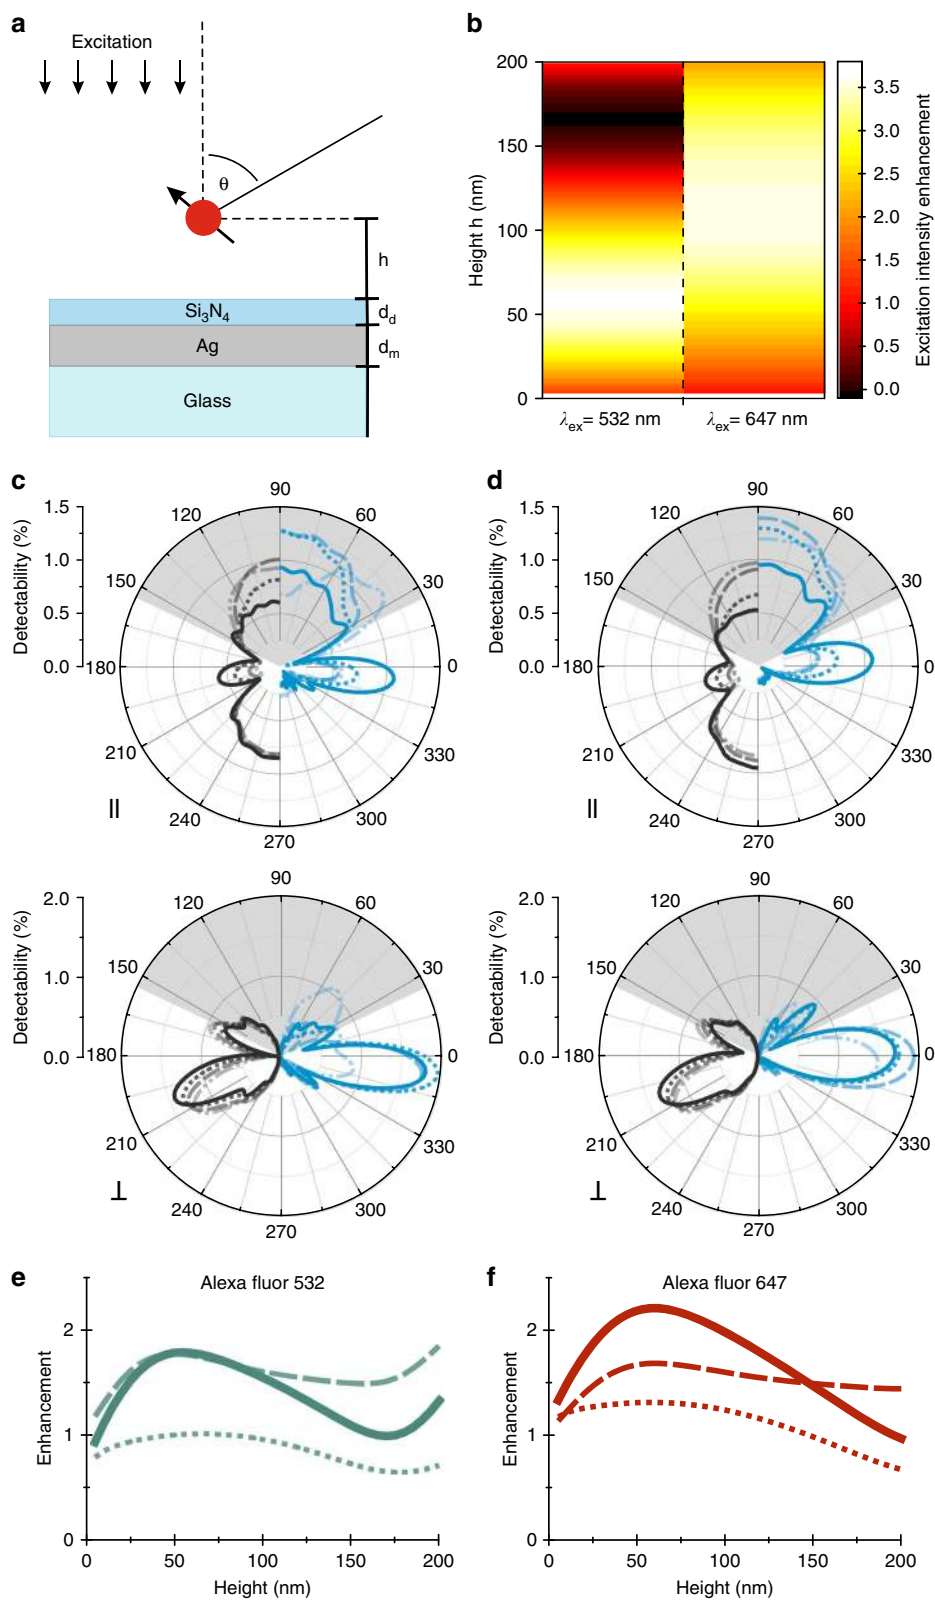 a
Excitation
θ
h
Si3N4
dd
Ag
dm
Glass
b
200
150
100
50
0
Height h (nm)
λex= 532 nm
λex= 647 nm
3.5
3.0
2.5
2.0
1.5
1.0
0.5
0.0
Excitation intensity enhancement
c
1.5
1.0
0.5
0.0
Detectability (%)
90
120
60
150
30
180
0
210
330
240
300
270
||
d
1.5
1.0
0.5
0.0
Detectability (%)
90
120
60
150
30
180
0
210
330
240
300
270
||
2.0
1.0
0.0
Detectability (%)
90
120
60
150
30
180
0
210
330
240
300
270
⊥
2.0
1.0
0.0
Detectability (%)
90
120
60
150
30
180
0
210
330
240
300
270
⊥
e
Alexa fluor 532
Enhancement
2
1
0
0 50 100 150 200
Height (nm)
f
Alexa fluor 647
Enhancement
2
1
0
0 50 100 150 200
Height (nm)